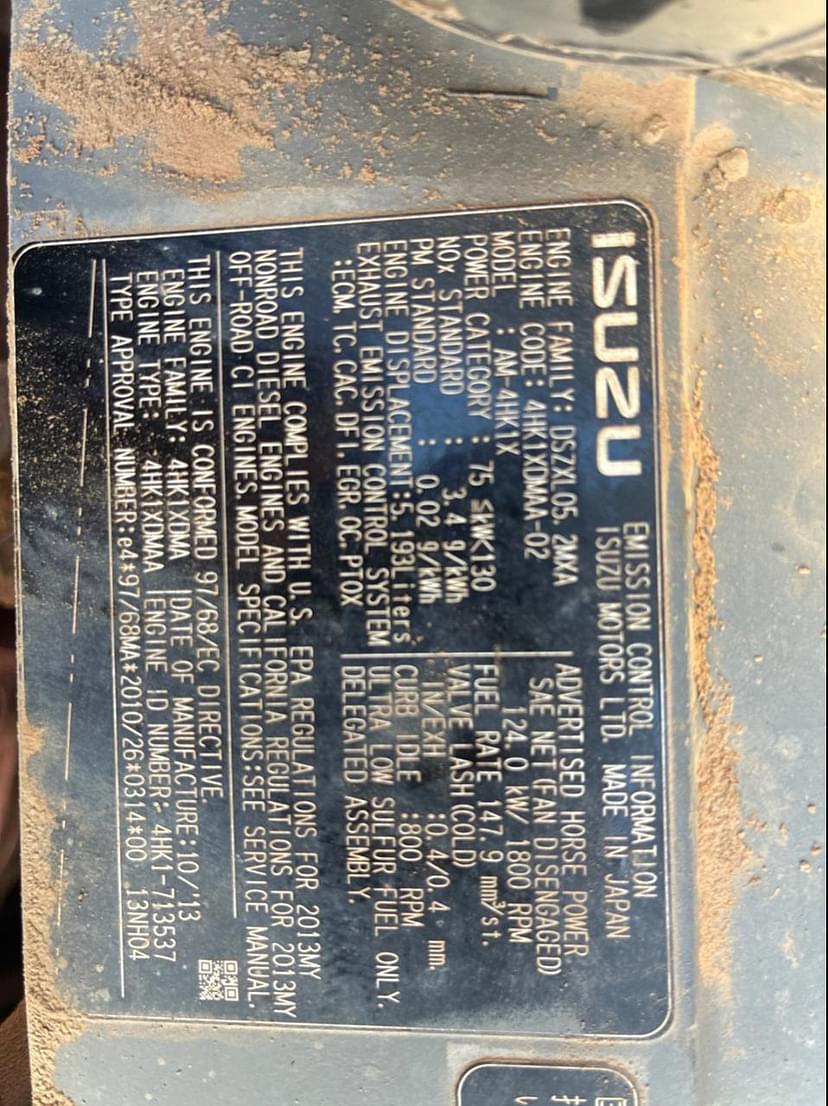 ISUZU
EMISSION CONTROL INFORMATION
ISUZU MOTORS LTD. MADE IN JAPAN
ENGINE FAMILY: DSZXL05. 2MXA
ENGINE CODE: 4HK1XDMAA-02
MODEL : AM-4HK1X
POWER CATEGORY : 75 ≤kW<130
NOx STANDARD : 3.4 g/kWh
PM STANDARD : 0.02 g/kWh
ENGINE DISPLACEMENT:5.193Liters
EXHAUST EMISSION CONTROL SYSTEM
:ECM. TC. CAC. DFI. EGR. OC. PTOX
ADVERTISED HORSE POWER
SAE NET(FAN DISENGAGED)
124.0 kW/ 1800 RPM
FUEL RATE 147.9 mm³/st.
VALVE LASH(COLD)
IN/EXH :0.4/0.4 mm.
CURB IDLE :800 RPM
ULTRA LOW SULFUR FUEL ONLY.
DELEGATED ASSEMBLY.
THIS ENGINE COMPLIES WITH U.S. EPA REGULATIONS FOR 2013MY
NONROAD DIESEL ENGINES AND CALIFORNIA REGULATIONS FOR 2013MY
OFF-ROAD CI ENGINES.MODEL SPECIFICATIONS:SEE SERVICE MANUAL.
THIS ENGINE IS CONFORMED 97/68/EC DIRECTIVE.
ENGINE FAMILY: 4HK1XDMA |DATE OF MANUFACTURE:10/'13
ENGINE TYPE: 4HK1XDMAA |ENGINE ID NUMBER: 4HK1-713537
TYPE APPROVAL NUMBER:e4*97/68MA*2010/26*0314*00 13NH04